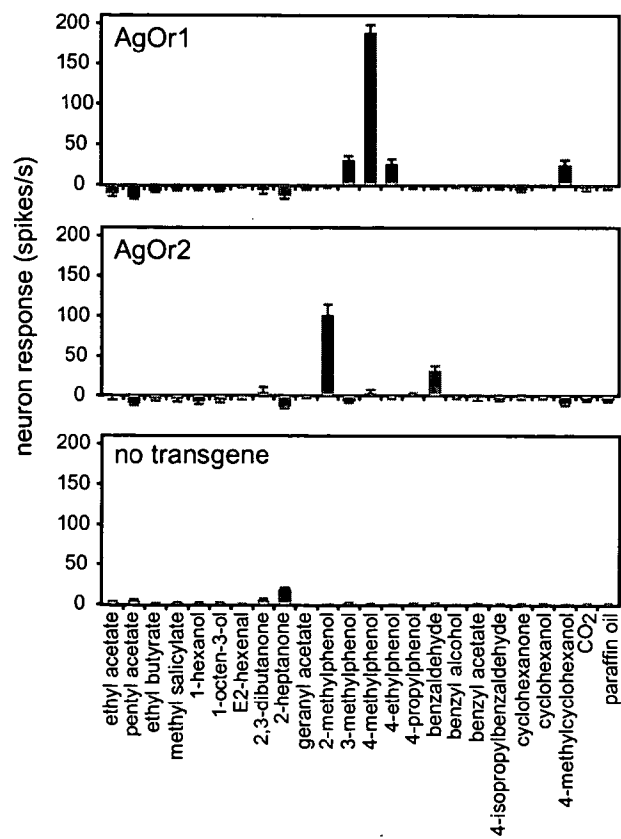 neuron response (spikes/s)
200
150
100
50
0
AgOr1
200
150
100
50
0
AgOr2
200
150
100
50
0
no transgene
ethyl acetate
pentyl acetate
ethyl butyrate
methyl salicylate
1-hexanol
1-octen-3-ol
E2-hexenal
2,3-dibutanone
2-heptanone
geranyl acetate
2-methylphenol
3-methylphenol
4-methylphenol
4-ethylphenol
4-propylphenol
benzaldehyde
benzyl alcohol
benzyl acetate
4-isopropylbenzaldehyde
cyclohexanone
cyclohexanol
4-methylcyclohexanol
CO2
paraffin oil